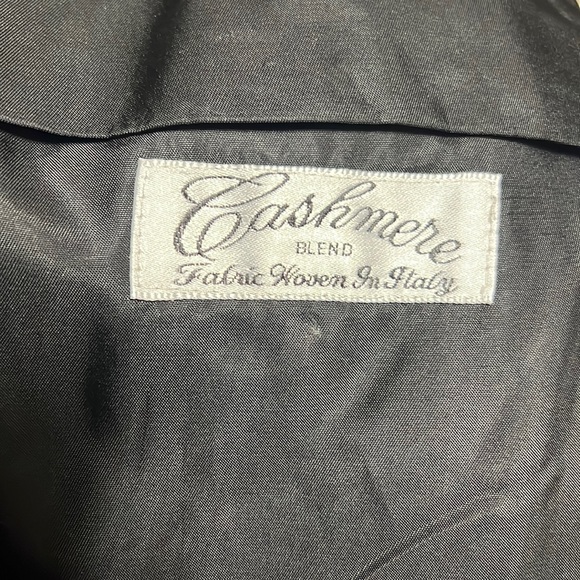 Cashmere
BLEND
Fabric Woven In Italy